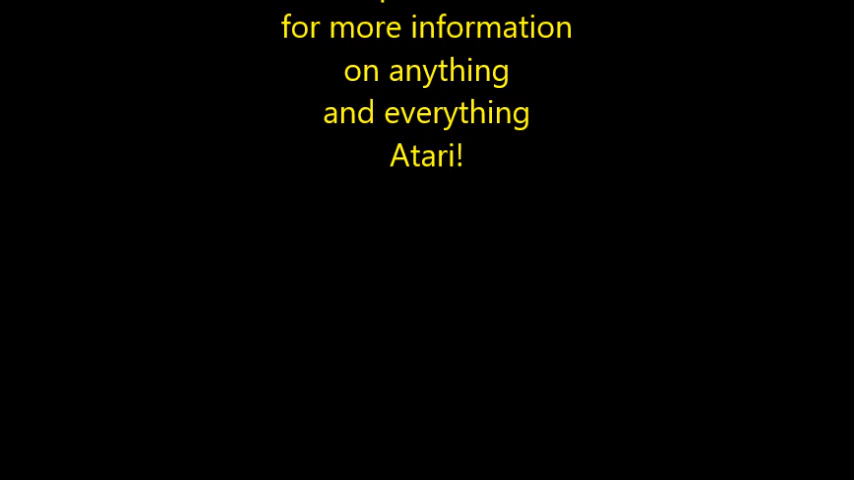 for more information
on anything
and everything
Atari!